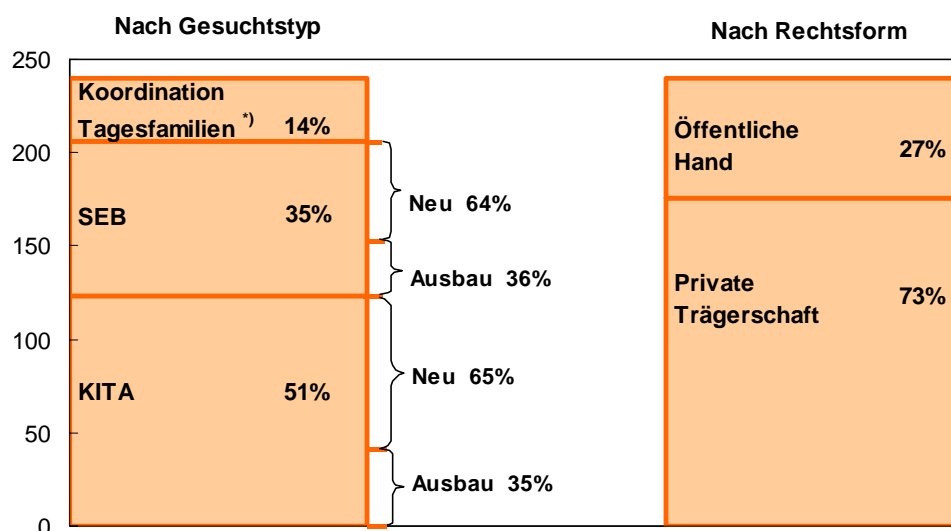 Nach Gesuchtstyp
Nach Rechtsform
250
200
150
100
50
0
Koordination
Tagesfamilien *) 14%
SEB 35%
KITA 51%
Neu 64%
Ausbau 36%
Neu 65%
Ausbau 35%
Öffentliche
Hand 27%
Private
Trägerschaft 73%